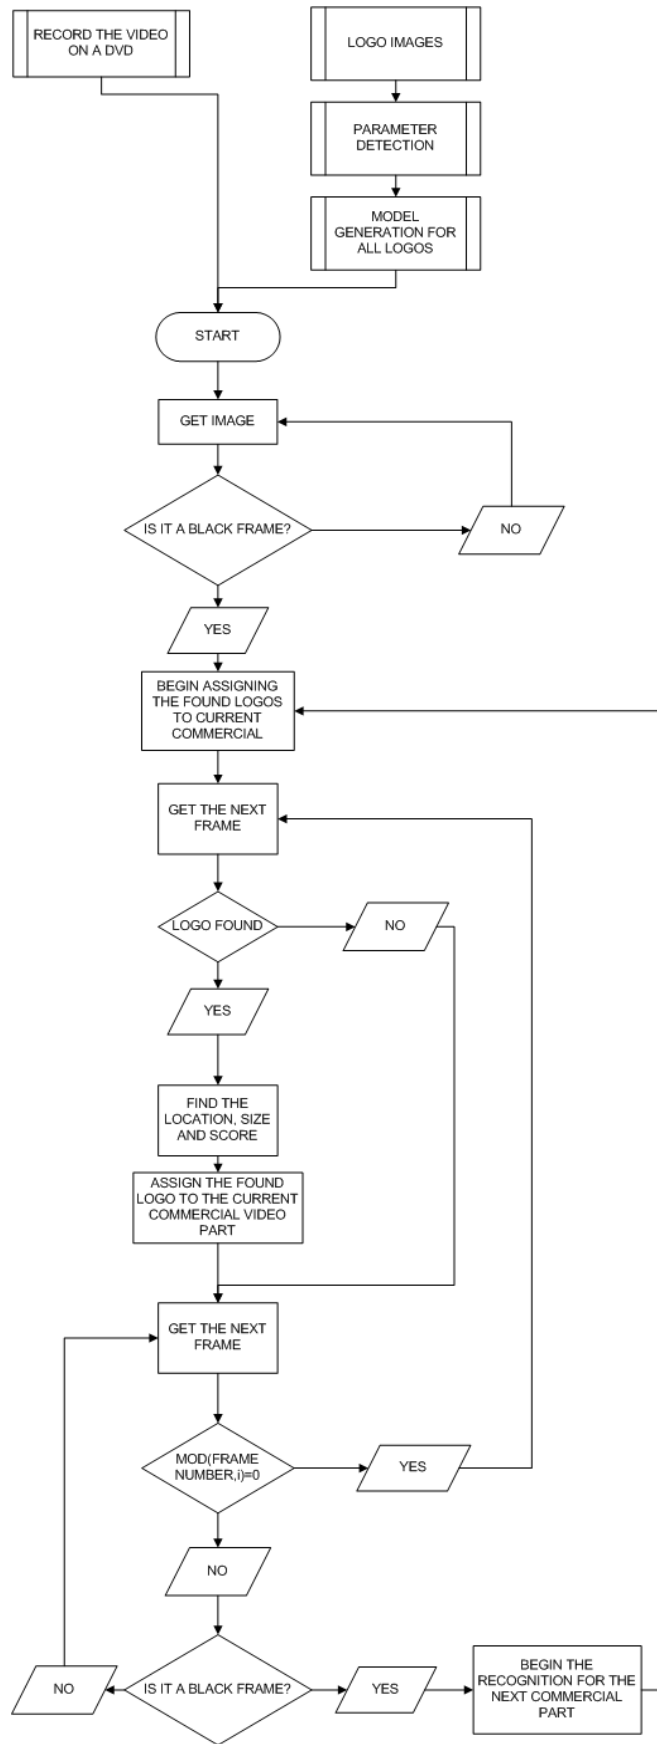 RECORD THE VIDEO
ON A DVD
LOGO IMAGES
PARAMETER
DETECTION
MODEL
GENERATION FOR
ALL LOGOS
START
GET IMAGE
IS IT A BLACK FRAME?
NO
YES
BEGIN ASSIGNING
THE FOUND LOGOS
TO CURRENT
COMMERCIAL
GET THE NEXT
FRAME
LOGO FOUND
NO
YES
FIND THE
LOCATION, SIZE
AND SCORE
ASSIGN THE FOUND
LOGO TO THE CURRENT
COMMERCIAL VIDEO
PART
GET THE NEXT
FRAME
MOD(FRAME
NUMBER,i)=0
YES
NO
IS IT A BLACK FRAME?
NO
YES
BEGIN THE
RECOGNITION FOR THE
NEXT COMMERCIAL
PART